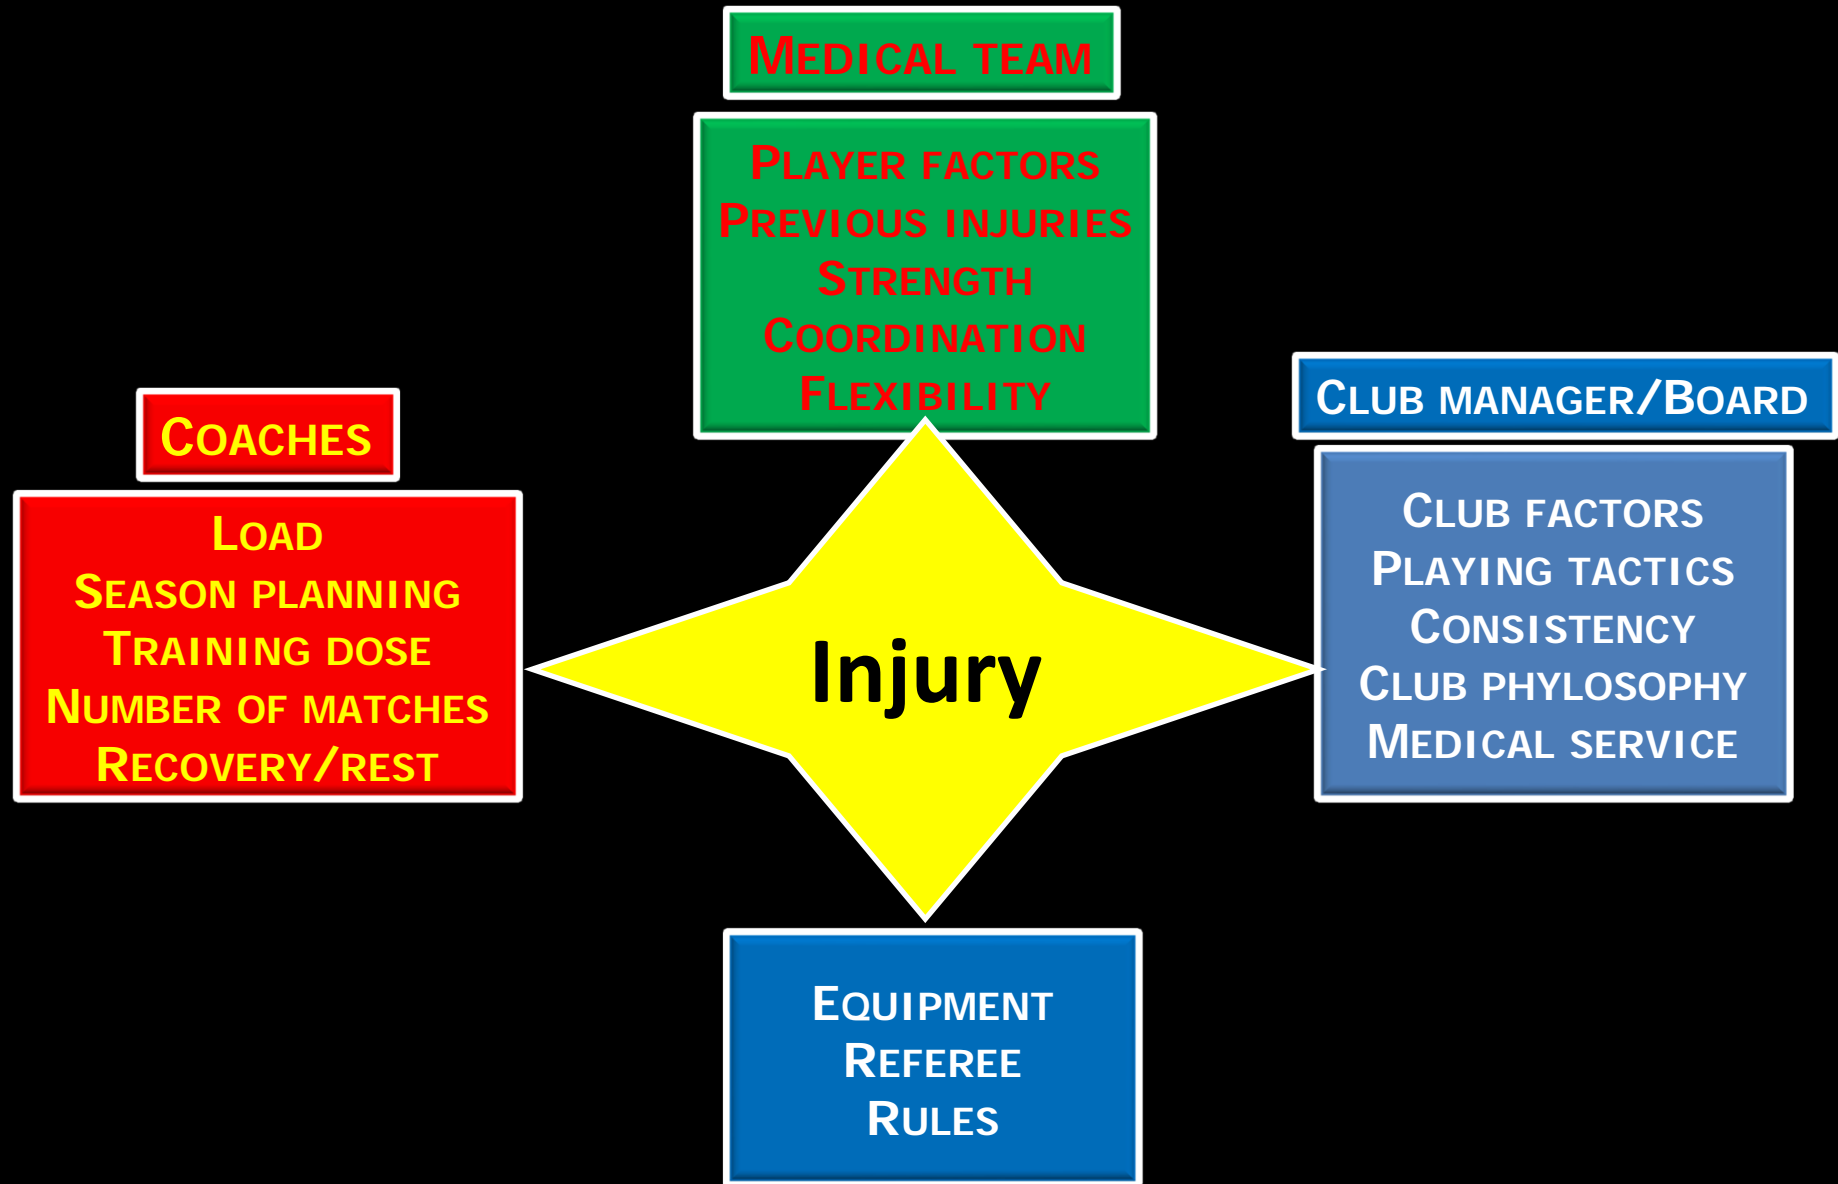 MEDICAL TEAM
PLAYER FACTORS
PREVIOUS INJURIES
STRENGTH
COORDINATION
FLEXIBILITY
COACHES
LOAD
SEASON PLANNING
TRAINING DOSE
NUMBER OF MATCHES
RECOVERY/REST
Injury
CLUB MANAGER/BOARD
CLUB FACTORS
PLAYING TACTICS
CONSISTENCY
CLUB PHYLOSOPHY
MEDICAL SERVICE
EQUIPMENT
REFEREE
RULES